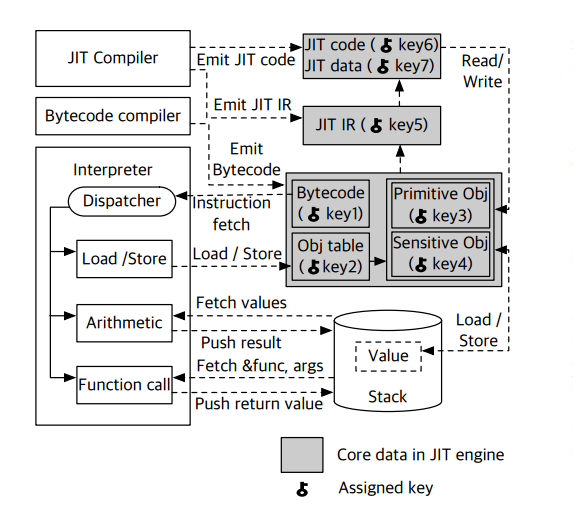 JIT Compiler
Emit JIT code
JIT code ( key6)
JIT data ( key7)
Read/
Write
Emit JIT IR
JIT IR ( key5)
Bytecode compiler
Emit
Bytecode
Interpreter
Dispatcher
Instruction
fetch
Bytecode
( key1)
Primitive Obj
( key3)
Load /Store
Load / Store
Obj table
( key2)
Sensitive Obj
( key4)
Fetch values
Arithmetic
Push result
Load /
Store
Value
Fetch &func, args
Function call
Push return value
Stack
Core data in JIT engine
Assigned key